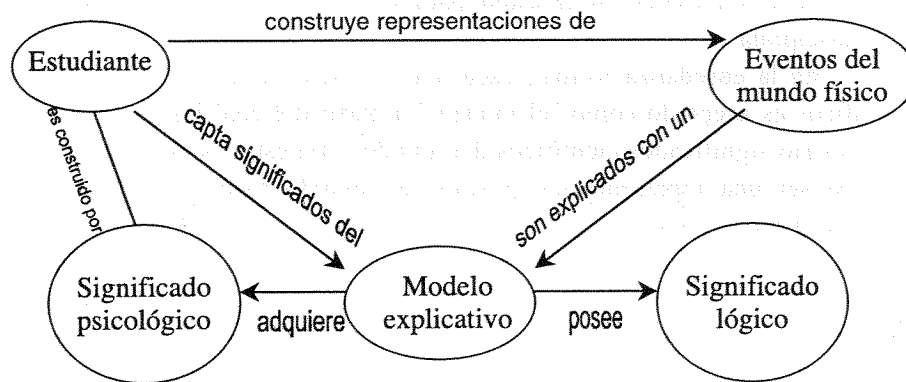 construye representaciones de
Estudiante
Eventos del
mundo físico
es construido por
capta significados del
son explicados con un
Significado
psicológico
adquiere
Modelo
explicativo
posee
Significado
lógico